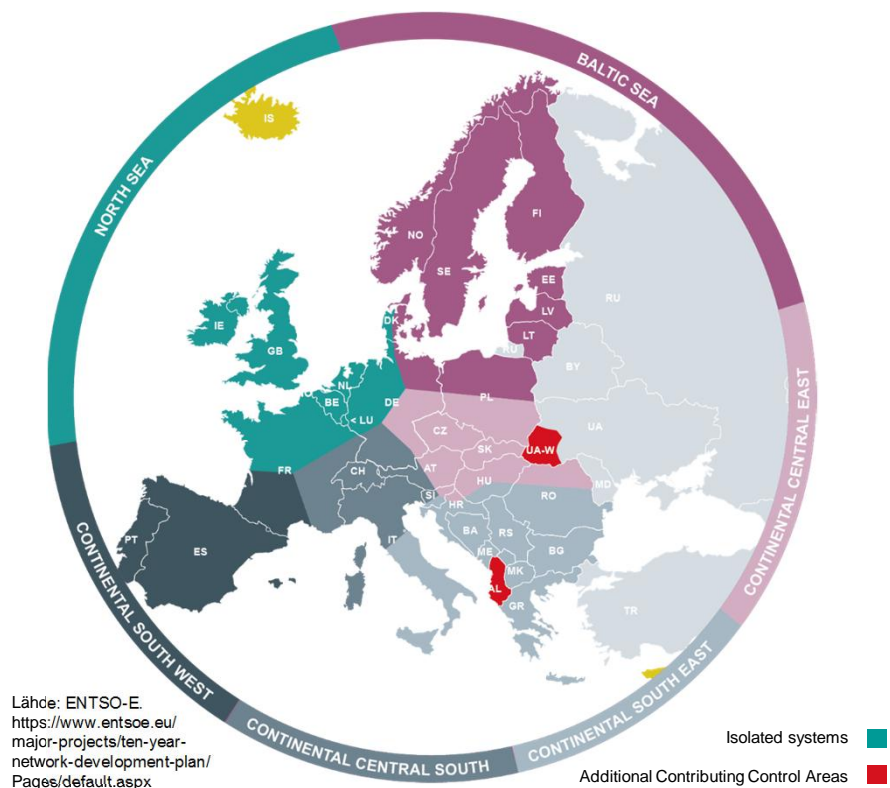 BALTIC SEA
NORTH SEA
IS
NO
SE
FI
EE
LV
LT
RU
RU
DK
IE
GB
NL
BE
< LU
DE
PL
BY
UA
CZ
SK
UA-W
FR
CH
AT
HU
MD
SI
HR
RO
PT
ES
IT
BA
RS
ME
BG
AL
MK
GR
TR
CONTINENTAL CENTRAL EAST
CONTINENTAL SOUTH WEST
CONTINENTAL CENTRAL SOUTH
CONTINENTAL SOUTH EAST
Lähde: ENTSO-E.
https://www.entsoe.eu/
major-projects/ten-year-
network-development-plan/
Pages/default.aspx
Isolated systems
Additional Contributing Control Areas